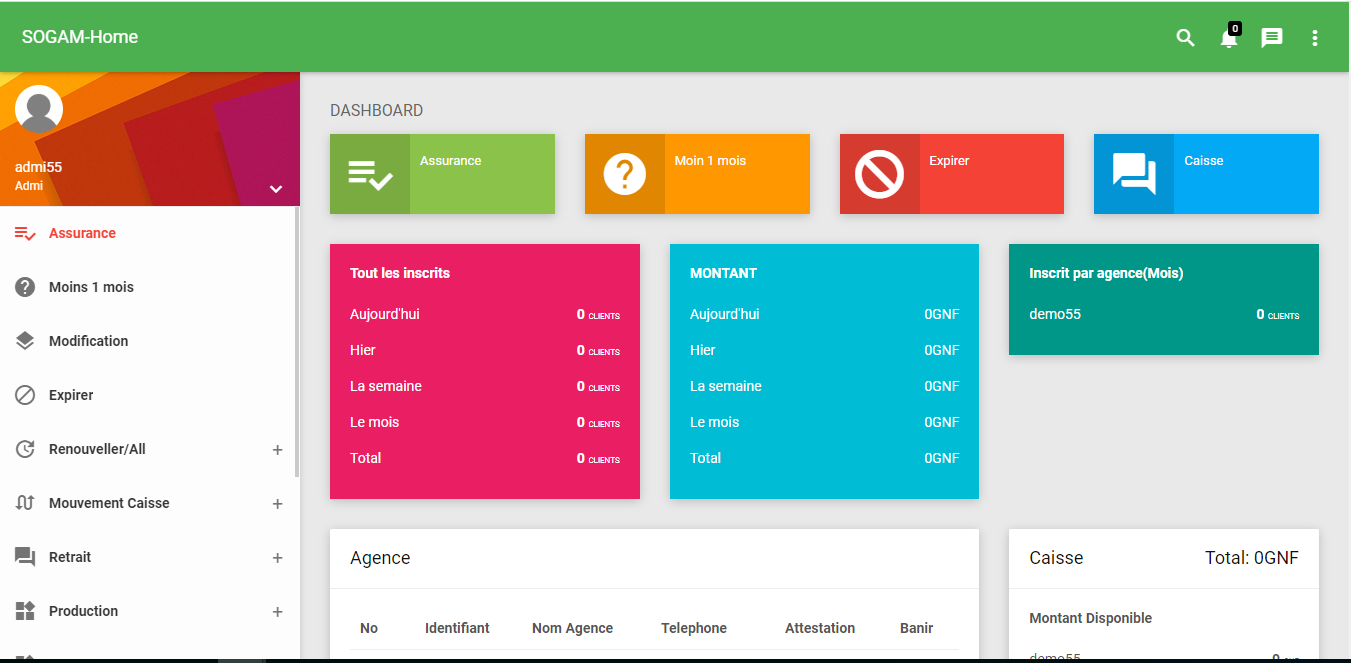 SOGAM-Home
0
admi55
Admi
Assurance
Moins 1 mois
Modification
Expirer
Renouveller/All +
Mouvement Caisse +
Retrait +
Production +
DASHBOARD
Assurance
Moin 1 mois
Expirer
Caisse
Tout les inscrits
Aujourd'hui 0 CLIENTS
Hier 0 CLIENTS
La semaine 0 CLIENTS
Le mois 0 CLIENTS
Total 0 CLIENTS
MONTANT
Aujourd'hui 0GNF
Hier 0GNF
La semaine 0GNF
Le mois 0GNF
Total 0GNF
Inscrit par agence(Mois)
demo55 0 CLIENTS
Agence
No Identifiant Nom Agence Telephone Attestation Banir
Caisse Total: 0GNF
Montant Disponible
demo55 0